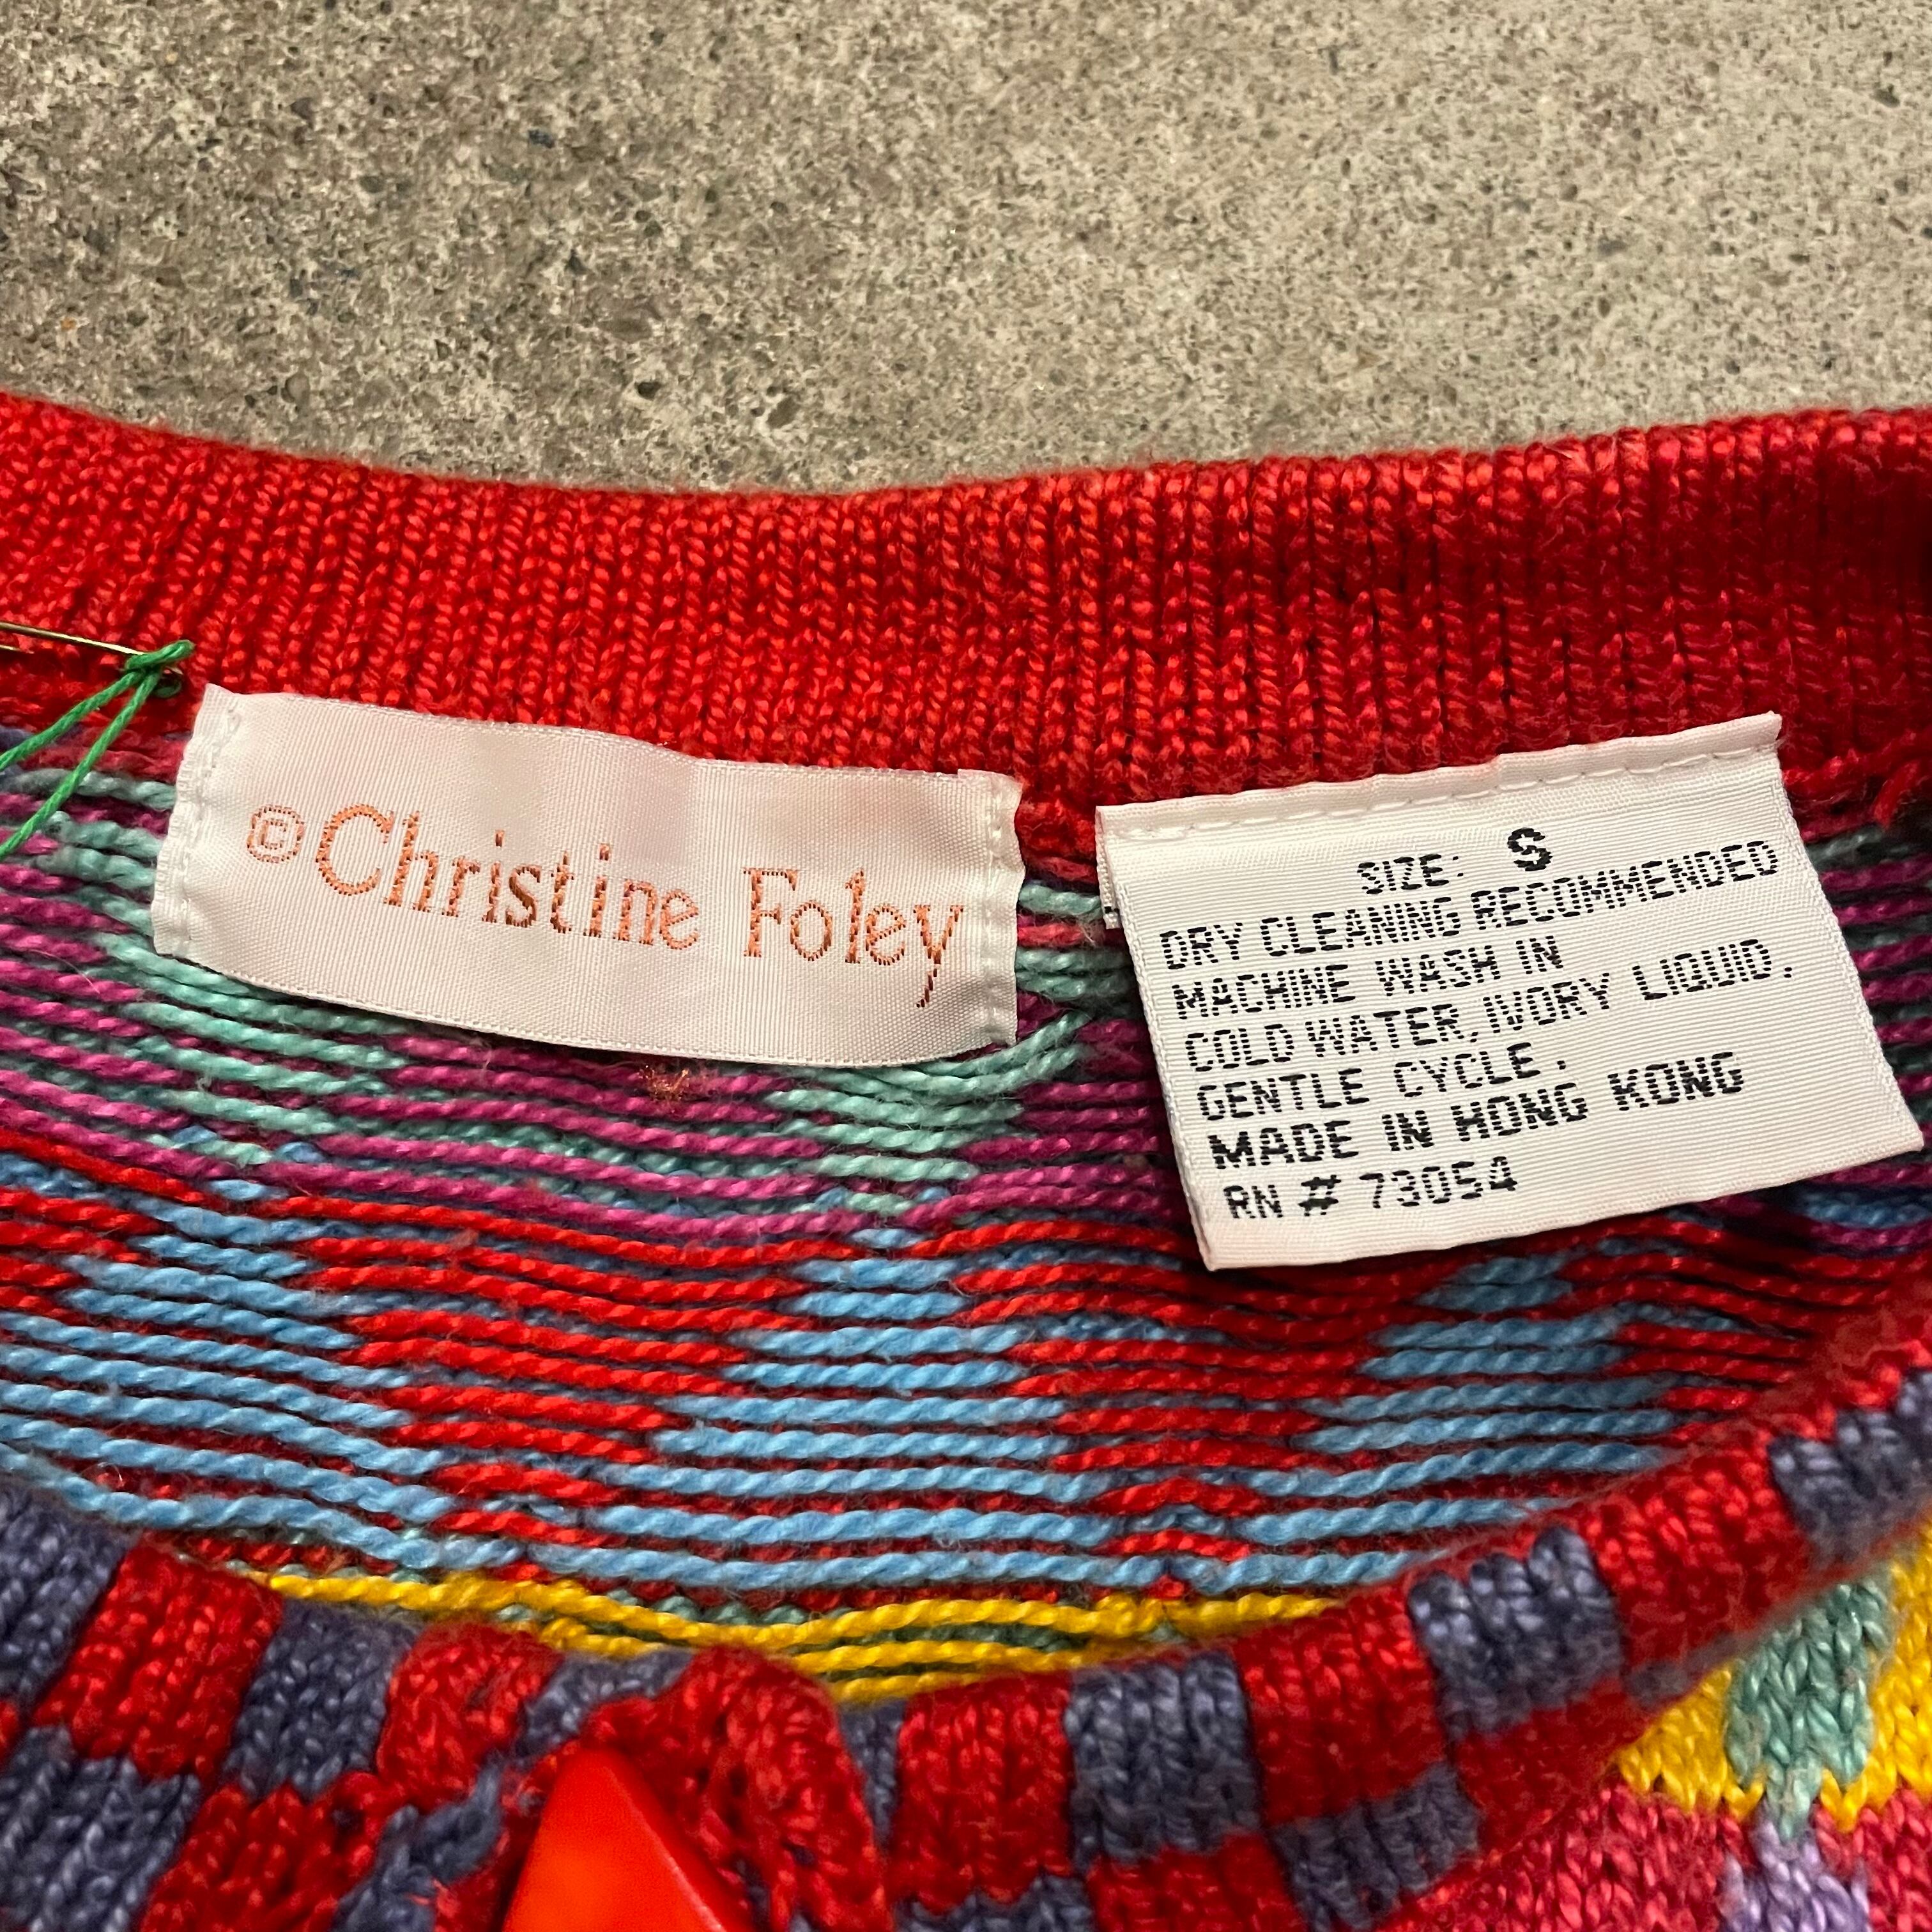 © Christine Foley
SIZE: S
DRY CLEANING RECOMMENDED
MACHINE WASH IN
COLD WATER, IVORY LIQUID,
GENTLE CYCLE.
MADE IN HONG KONG
RN # 73054